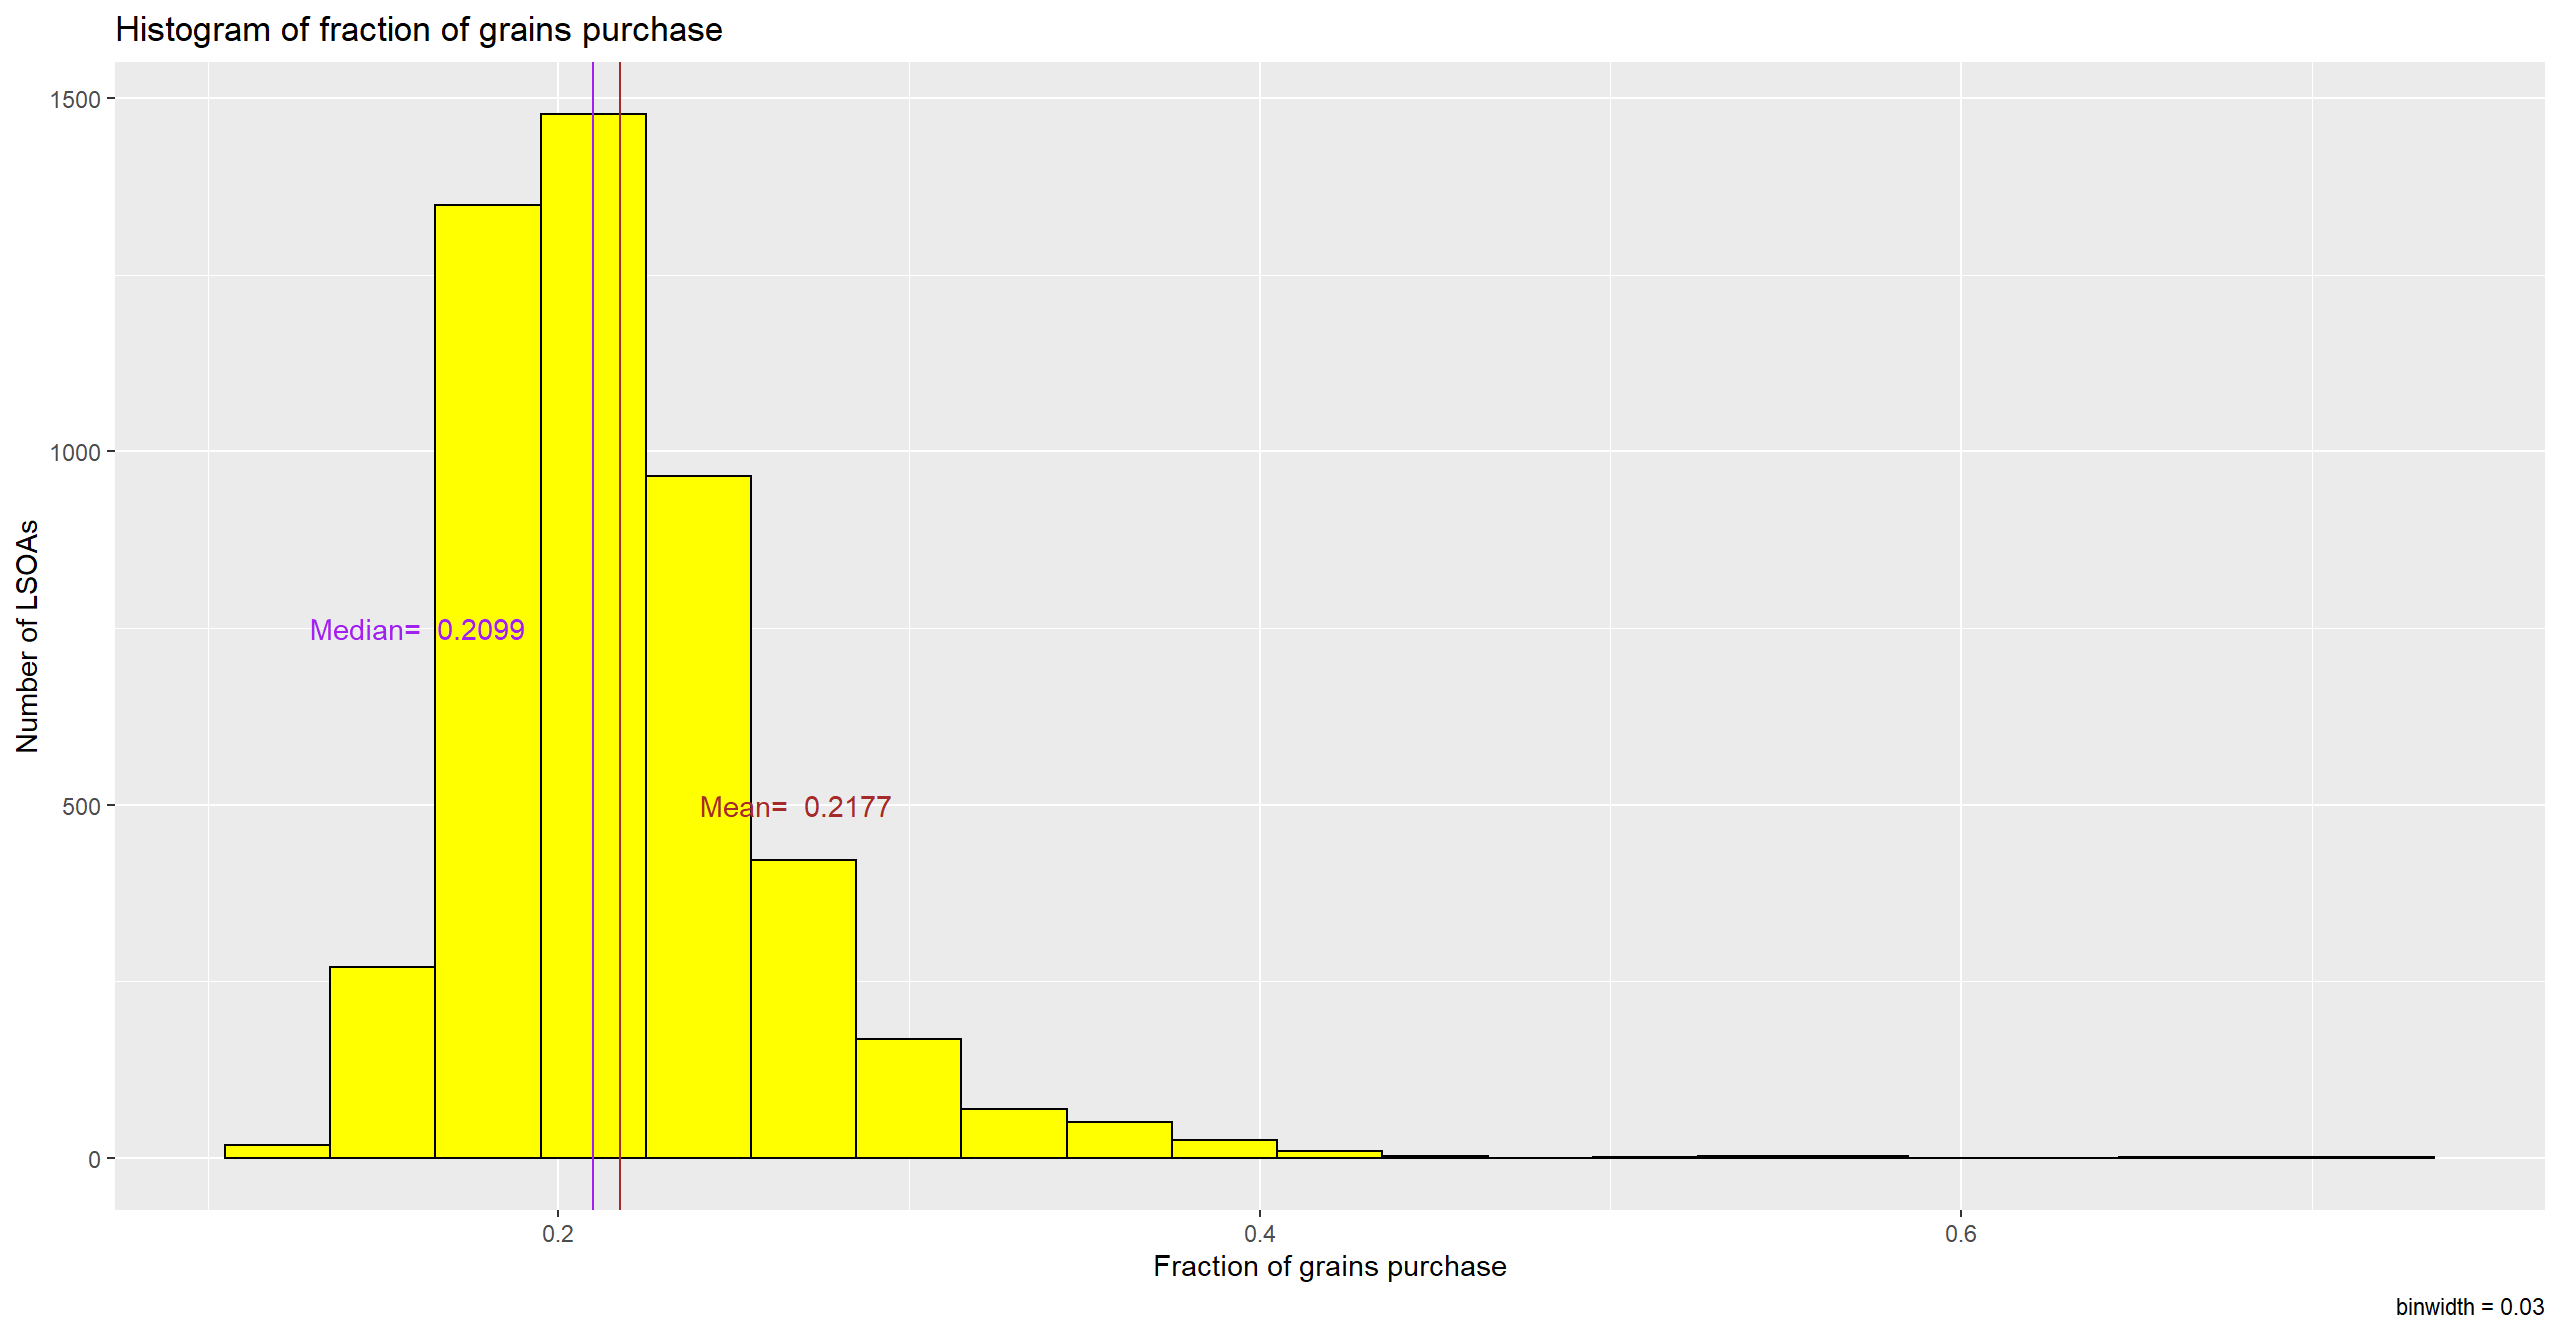 Histogram of fraction of grains purchase
1500
1000
500
0
Number of LSOAs
Median=  0.2099
Mean=  0.2177
0.2
0.4
0.6
Fraction of grains purchase
binwidth = 0.03